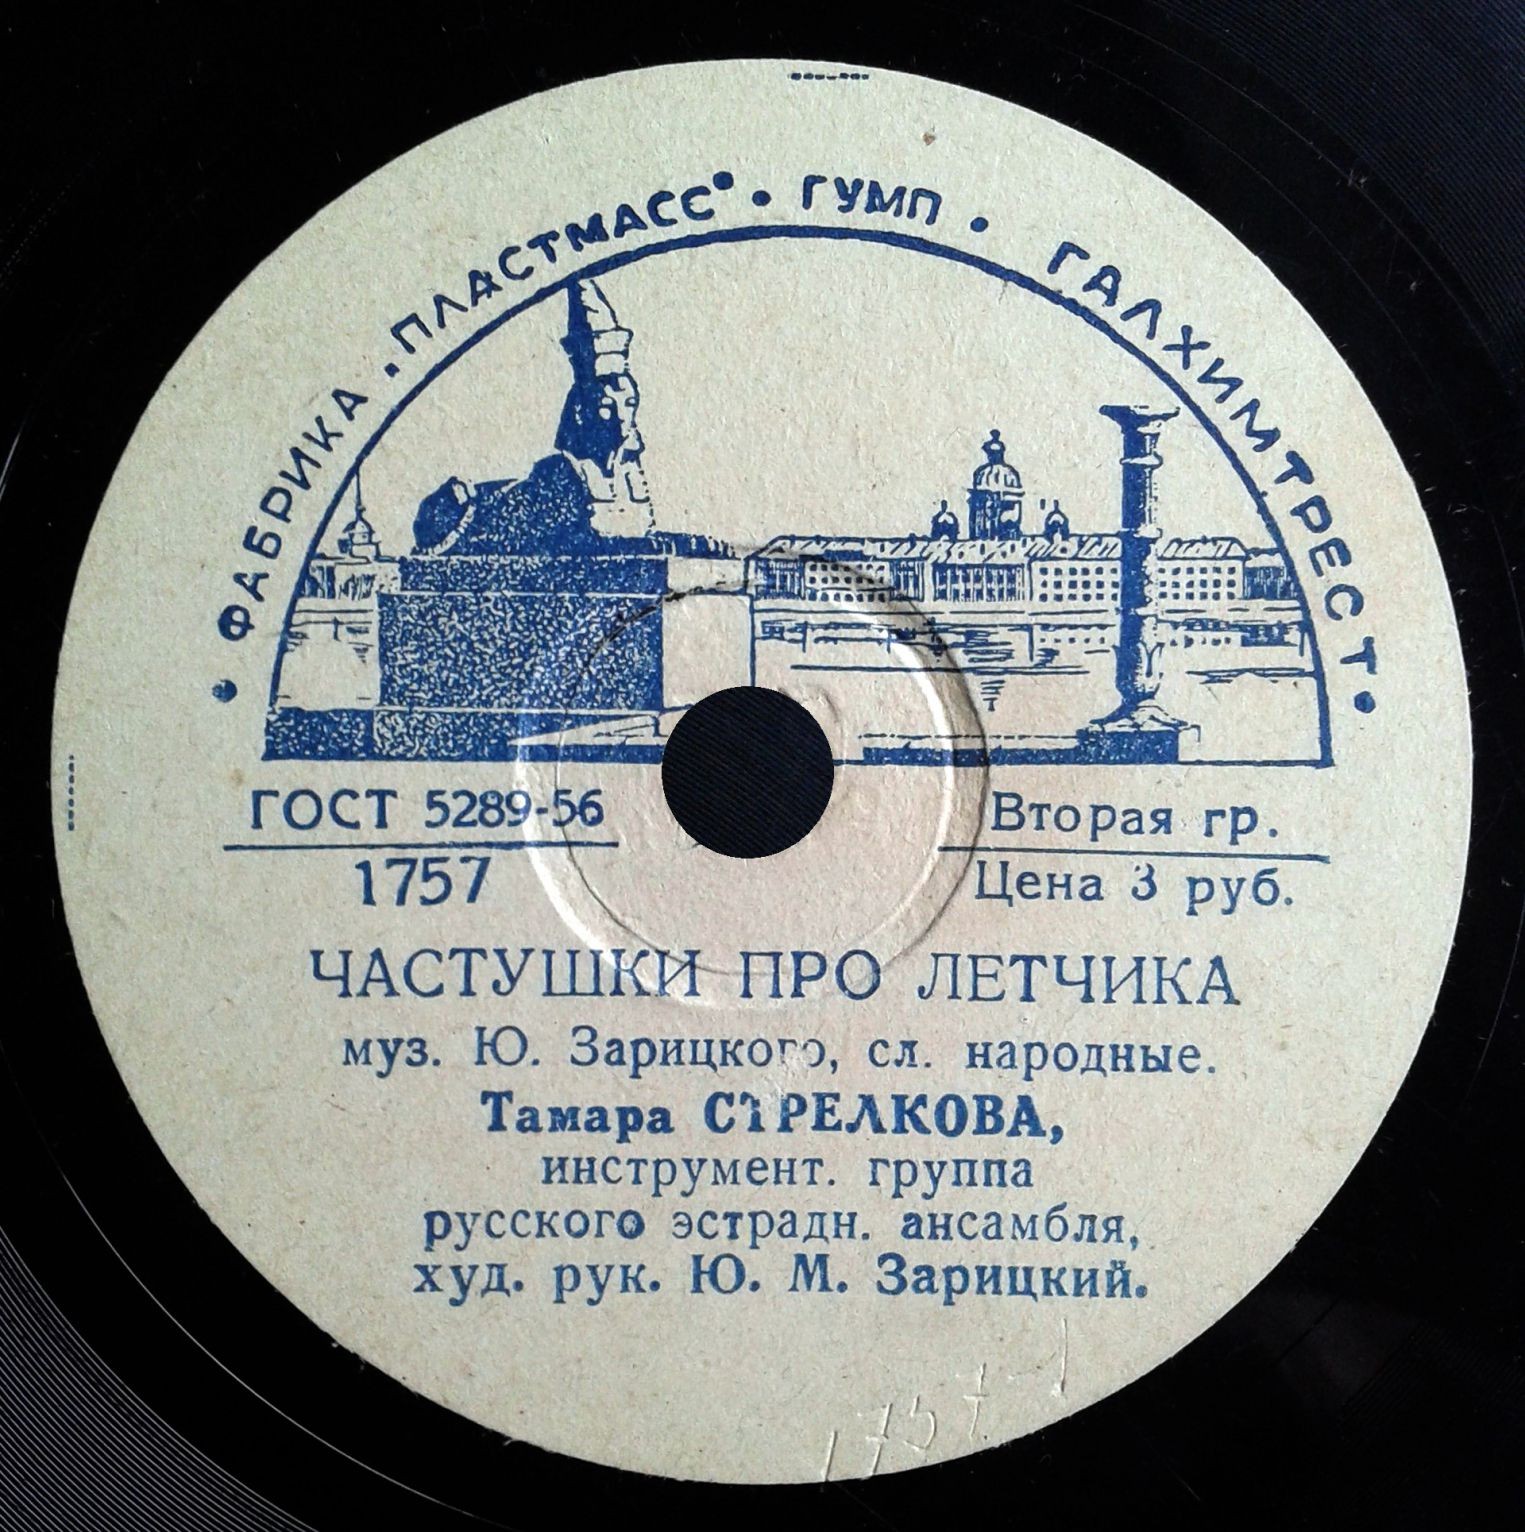 • ФАБРИКА • ПЛАСТМАСС • • ГУМП • ГАЛХИМТРЕСТ •
ГОСТ 5289-56
1757
Вторая гр.
Цена 3 руб.
ЧАСТУШКИ ПРО ЛЕТЧИКА
муз. Ю. Зарицкого, сл. народные.
Тамара СТРЕЛКОВА,
инструмент. группа
русского эстрадн. ансамбля,
худ. рук. Ю. М. Зарицкий.
1757-1